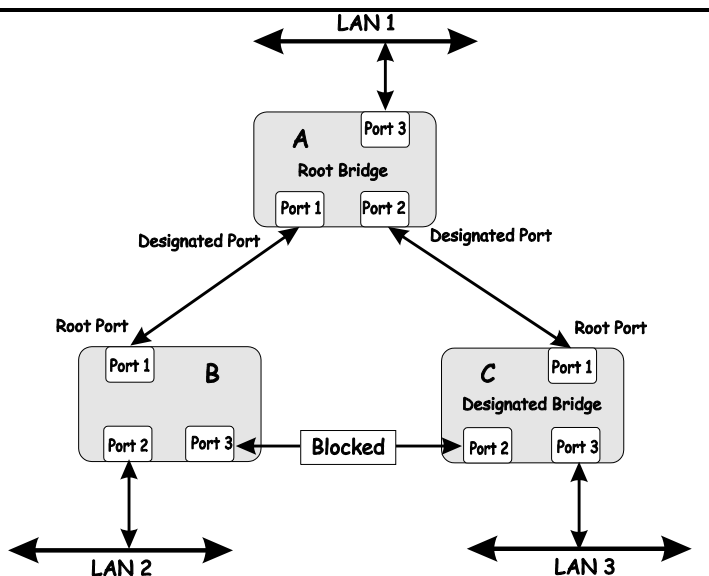 LAN 1
Port 3
A
Root Bridge
Port 1
Port 2
Designated Port
Designated Port
Root Port
Root Port
Port 1
B
C
Port 1
Designated Bridge
Port 2
Port 3
Blocked
Port 2
Port 3
LAN 2
LAN 3